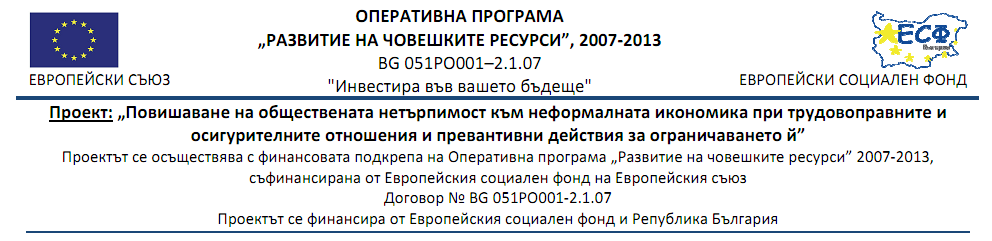 ОПЕРАТИВНА ПРОГРАМА
„РАЗВИТИЕ НА ЧОВЕШКИТЕ РЕСУРСИ”, 2007-2013
BG 051PO001–2.1.07
"Инвестира във вашето бъдеще"
ЕВРОПЕЙСКИ СЪЮЗ
ЕСФ
България
ЕВРОПЕЙСКИ СОЦИАЛЕН ФОНД
Проект: „Повишаване на обществената нетърпимост към неформалната икономика при трудовоправните и
осигурителните отношения и превантивни действия за ограничаването ѝ”
Проектът се осъществява с финансовата подкрепа на Оперативна програма „Развитие на човешките ресурси” 2007-2013,
съфинансирана от Европейския социален фонд на Европейския съюз
Договор № BG 051PO001-2.1.07
Проектът се финансира от Европейския социален фонд и Република България